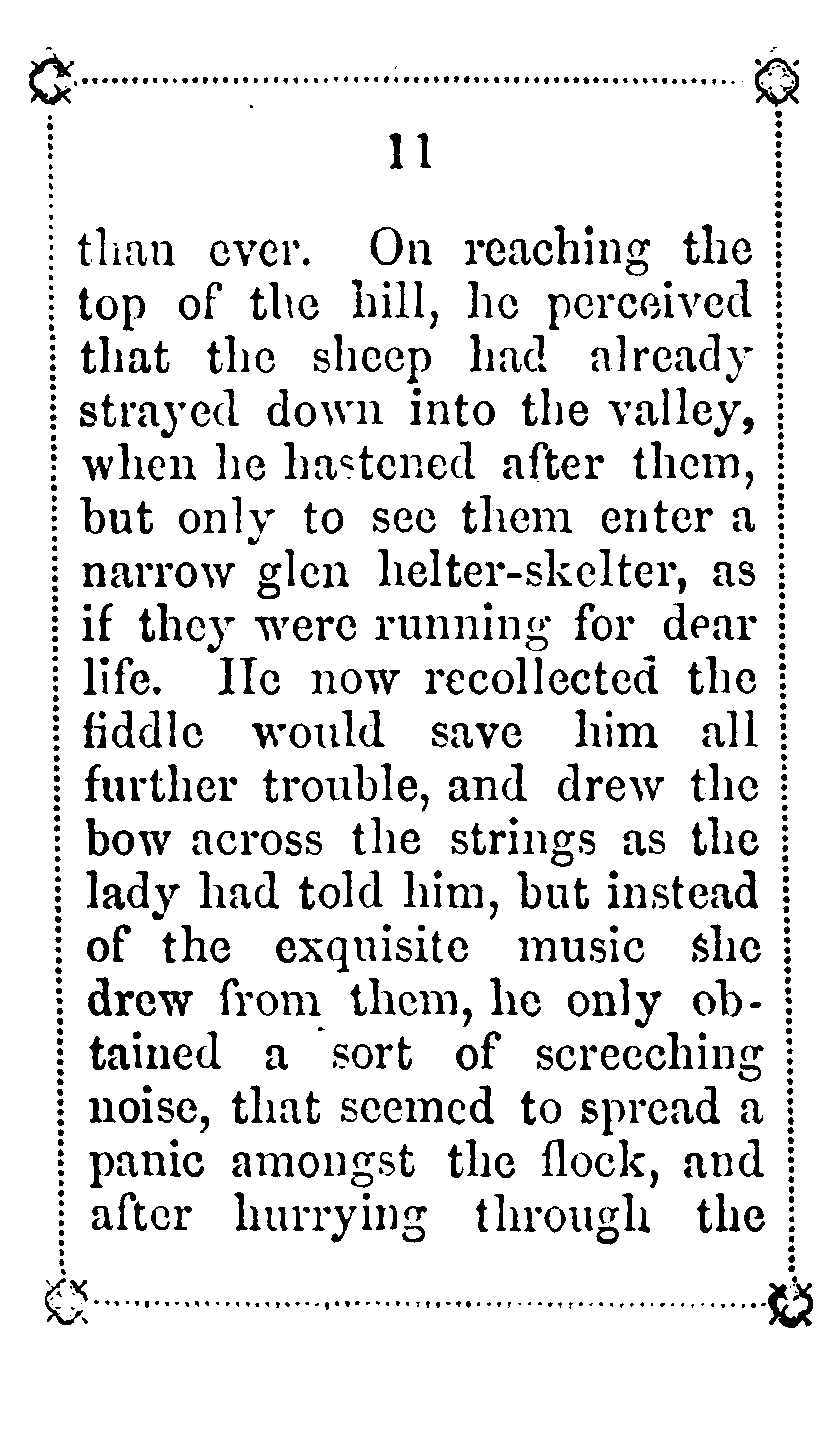 11
than ever. On reaching the
top of the hill, he perceived
that the sheep had already
strayed down into the valley,
when he hastened after them,
but only to see them enter a
narrow glen helter-skelter, as
if they were running for dear
life. He now recollected the
fiddle would save him all
further trouble, and drew the
bow across the strings as the
lady had told him, but instead
of the exquisite music she
drew from them, he only ob-
tained a sort of screeching
noise, that seemed to spread a
panic amongst the flock, and
after hurrying through the